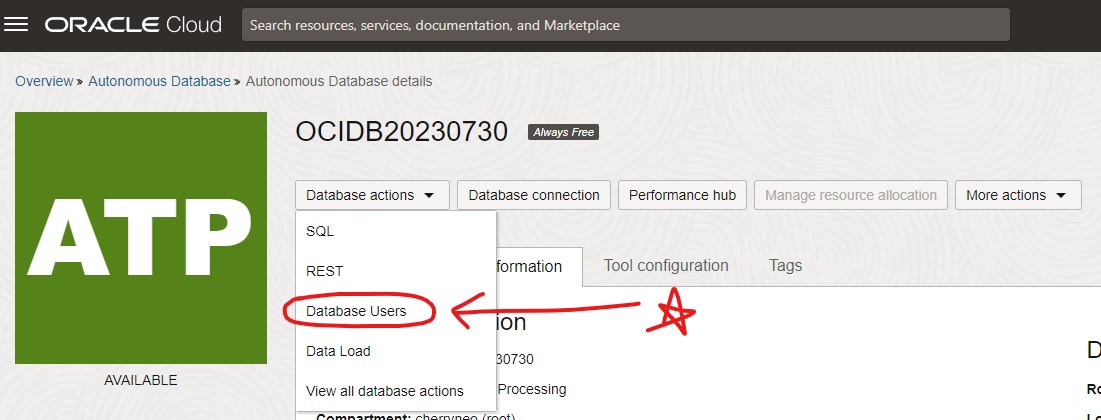 ORACLE Cloud
Search resources, services, documentation, and Marketplace
Overview » Autonomous Database » Autonomous Database details
ATP
AVAILABLE
OCIDB20230730
Always Free
Database actions
Database connection
Performance hub
Manage resource allocation
More actions
SQL
REST
Database Users
Data Load
View all database actions
formation
Tool configuration
Tags
ion
30730
Processing
Compartment: cherryneo (root)
D
Ro